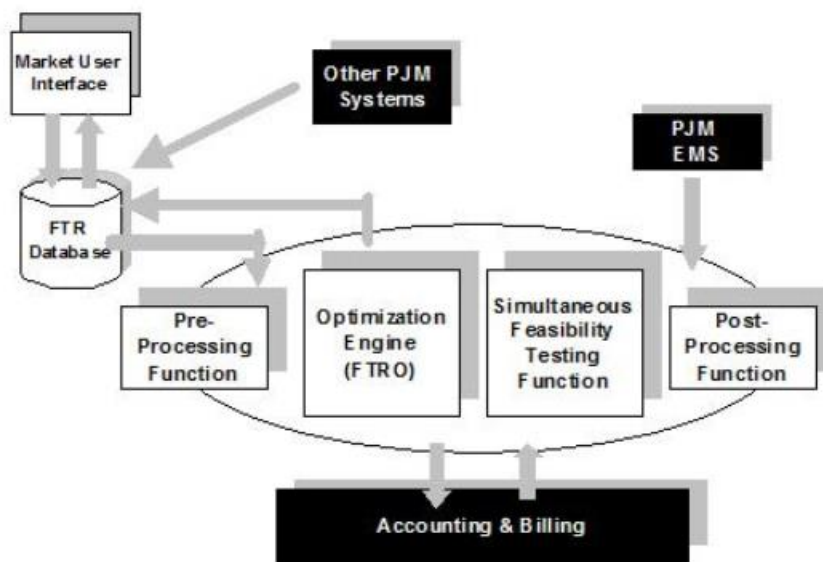 Market User
Interface
Other PJM
Systems
PJM
EMS
FTR
Database
Pre-
Processing
Function
Optimization
Engine
(FTRO)
Simultaneous
Feasibility
Testing
Function
Post-
Processing
Function
Accounting & Billing